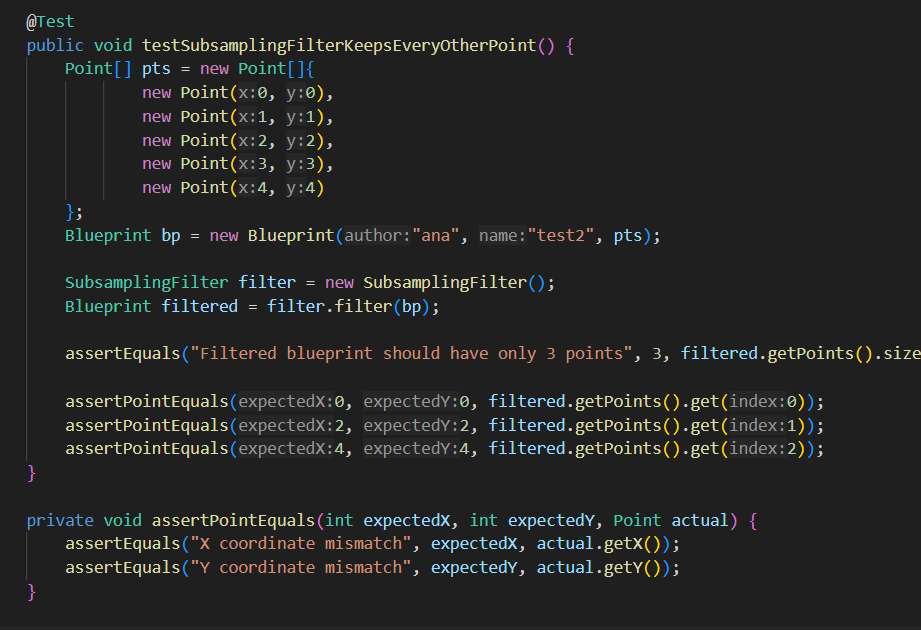 @Test
public void testSubsamplingFilterKeepsEveryOtherPoint() {
Point[] pts = new Point[]{
new Point(x:0, y:0),
new Point(x:1, y:1),
new Point(x:2, y:2),
new Point(x:3, y:3),
new Point(x:4, y:4)
};
Blueprint bp = new Blueprint(author:"ana", name:"test2", pts);
SubsamplingFilter filter = new SubsamplingFilter();
Blueprint filtered = filter.filter(bp);
assertEquals("Filtered blueprint should have only 3 points", 3, filtered.getPoints().size
assertPointEquals(expectedX:0, expectedY:0, filtered.getPoints().get(index:0));
assertPointEquals(expectedX:2, expectedY:2, filtered.getPoints().get(index:1));
assertPointEquals(expectedX:4, expectedY:4, filtered.getPoints().get(index:2));
}
private void assertPointEquals(int expectedX, int expectedY, Point actual) {
assertEquals("X coordinate mismatch", expectedX, actual.getX());
assertEquals("Y coordinate mismatch", expectedY, actual.getY());
}